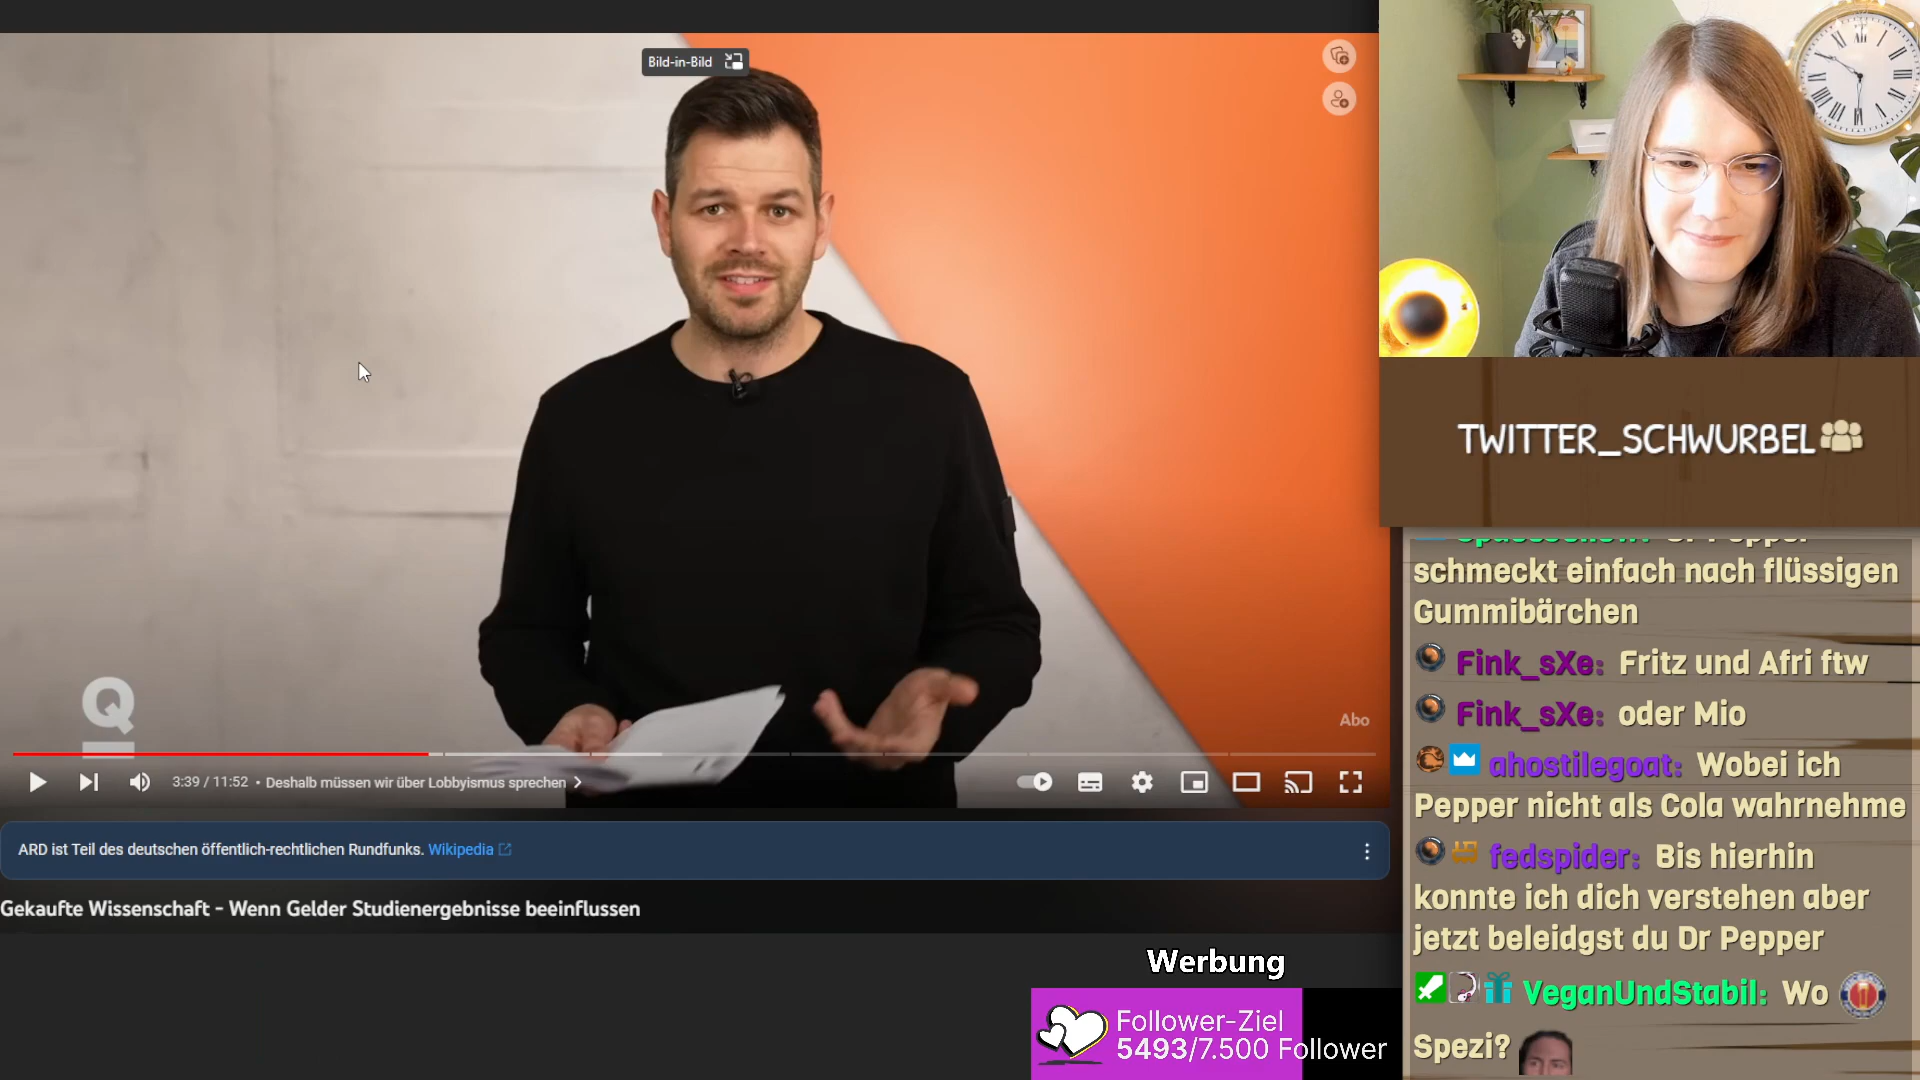 Bild-in-Bild
Q
Abo
3:39 / 11:52 • Deshalb müssen wir über Lobbyismus sprechen
ARD ist Teil des deutschen öffentlich-rechtlichen Rundfunks. Wikipedia
Gekaufte Wissenschaft - Wenn Gelder Studienergebnisse beeinflussen
Werbung
Follower-Ziel
5493/7.500 Follower
TWITTER_SCHWURBEL
schmeckt einfach nach flüssigen
Gummibärchen
Fink_sXe: Fritz und Afri ftw
Fink_sXe: oder Mio
ahostilegoat: Wobei ich
Pepper nicht als Cola wahrnehme
fedspider: Bis hierhin
konnte ich dich verstehen aber
jetzt beleidgst du Dr Pepper
VeganUndStabil: Wo
Spezi?